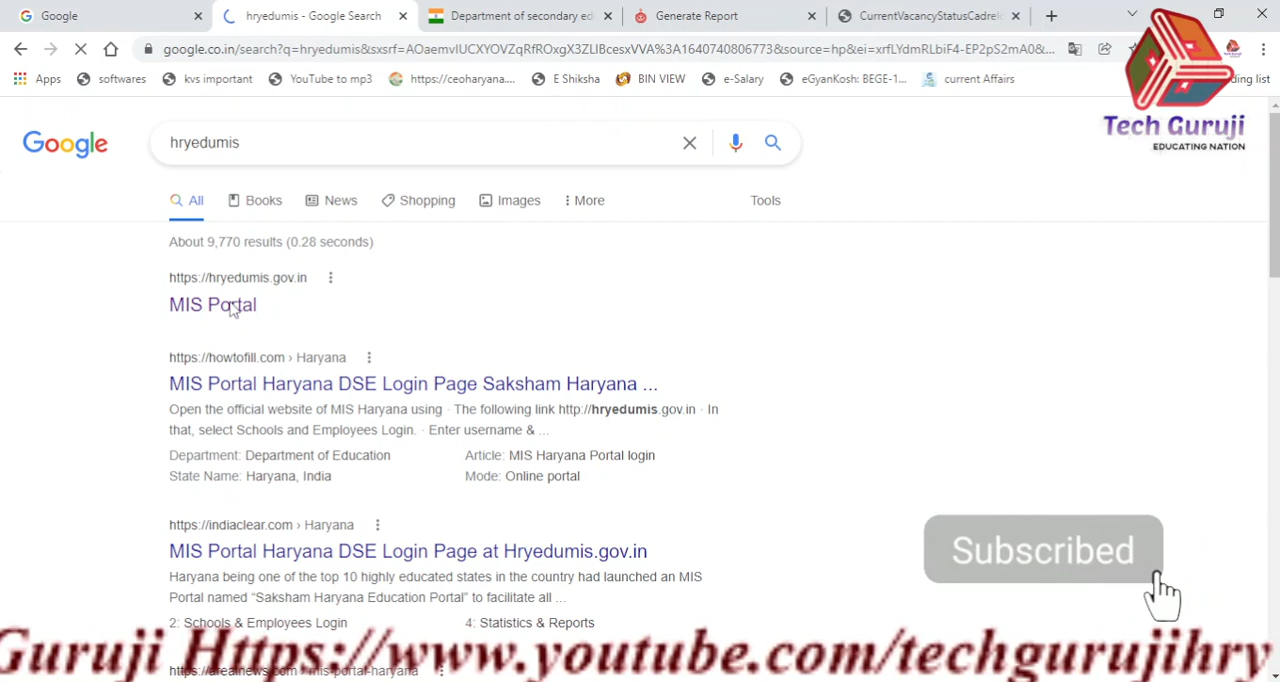 Google
hryedumis - Google Search
Department of secondary ed
Generate Report
CurrentVacancyStatusCadre
google.co.in/search?q=hryedumis&sxsrf=AOaemvIUCXYOVZqRfROxgX3ZLIBcesxVVA%3A1640740806773&source=hp&ei=xrfLYdmRLbiF4-EP2pS2mA0&...
Apps
softwares
kvs important
YouTube to mp3
https://ceoharyana....
E Shiksha
BIN VIEW
e-Salary
eGyanKosh: BEGE-1...
current Affairs
ding list
Tech Guruji
EDUCATING NATION
Google
hryedumis
All
Books
News
Shopping
Images
More
Tools
About 9,770 results (0.28 seconds)
https://hryedumis.gov.in
MIS Portal
https://howtofill.com › Haryana
MIS Portal Haryana DSE Login Page Saksham Haryana ...
Open the official website of MIS Haryana using · The following link http://hryedumis.gov.in · In
that, select Schools and Employees Login. · Enter username & ...
Department: Department of Education
Article: MIS Haryana Portal login
State Name: Haryana, India
Mode: Online portal
https://indiaclear.com › Haryana
MIS Portal Haryana DSE Login Page at Hryedumis.gov.in
Haryana being one of the top 10 highly educated states in the country had launched an MIS
Portal named “Saksham Haryana Education Portal” to facilitate all ...
2: Schools & Employees Login
4: Statistics & Reports
Subscribed
Guruji Https://www.youtube.com/techgurujihry